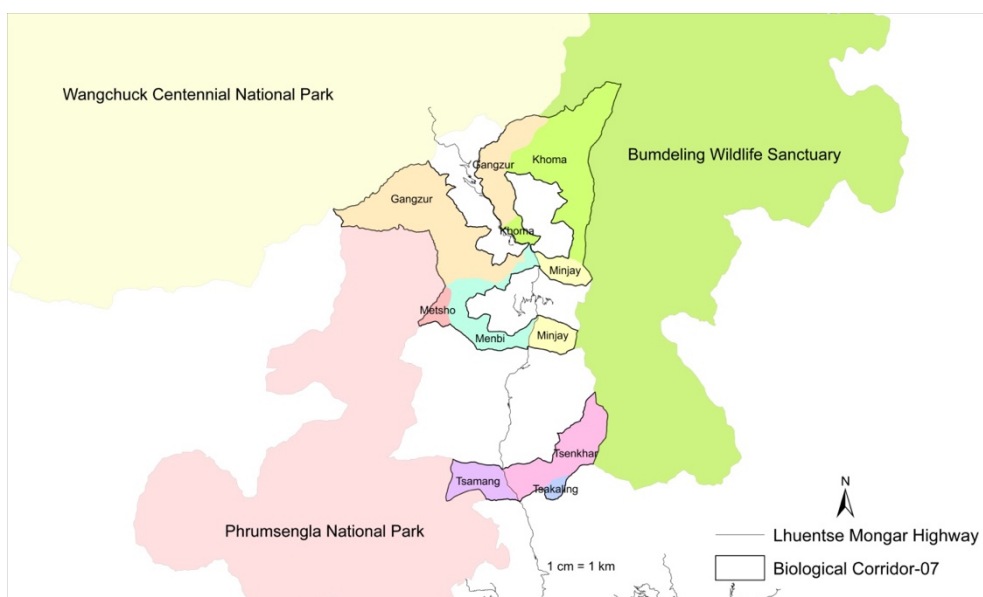 Wangchuck Centennial National Park
Bumdeling Wildlife Sanctuary
Gangzur
Khoma
Gangzur
Khoma
Minjay
Metsho
Menbi
Minjay
Tsenkhar
Tsamang
Tsakaling
Phrumsengla National Park
N
Lhuentse Mongar Highway
1 cm = 1 km
Biological Corridor-07